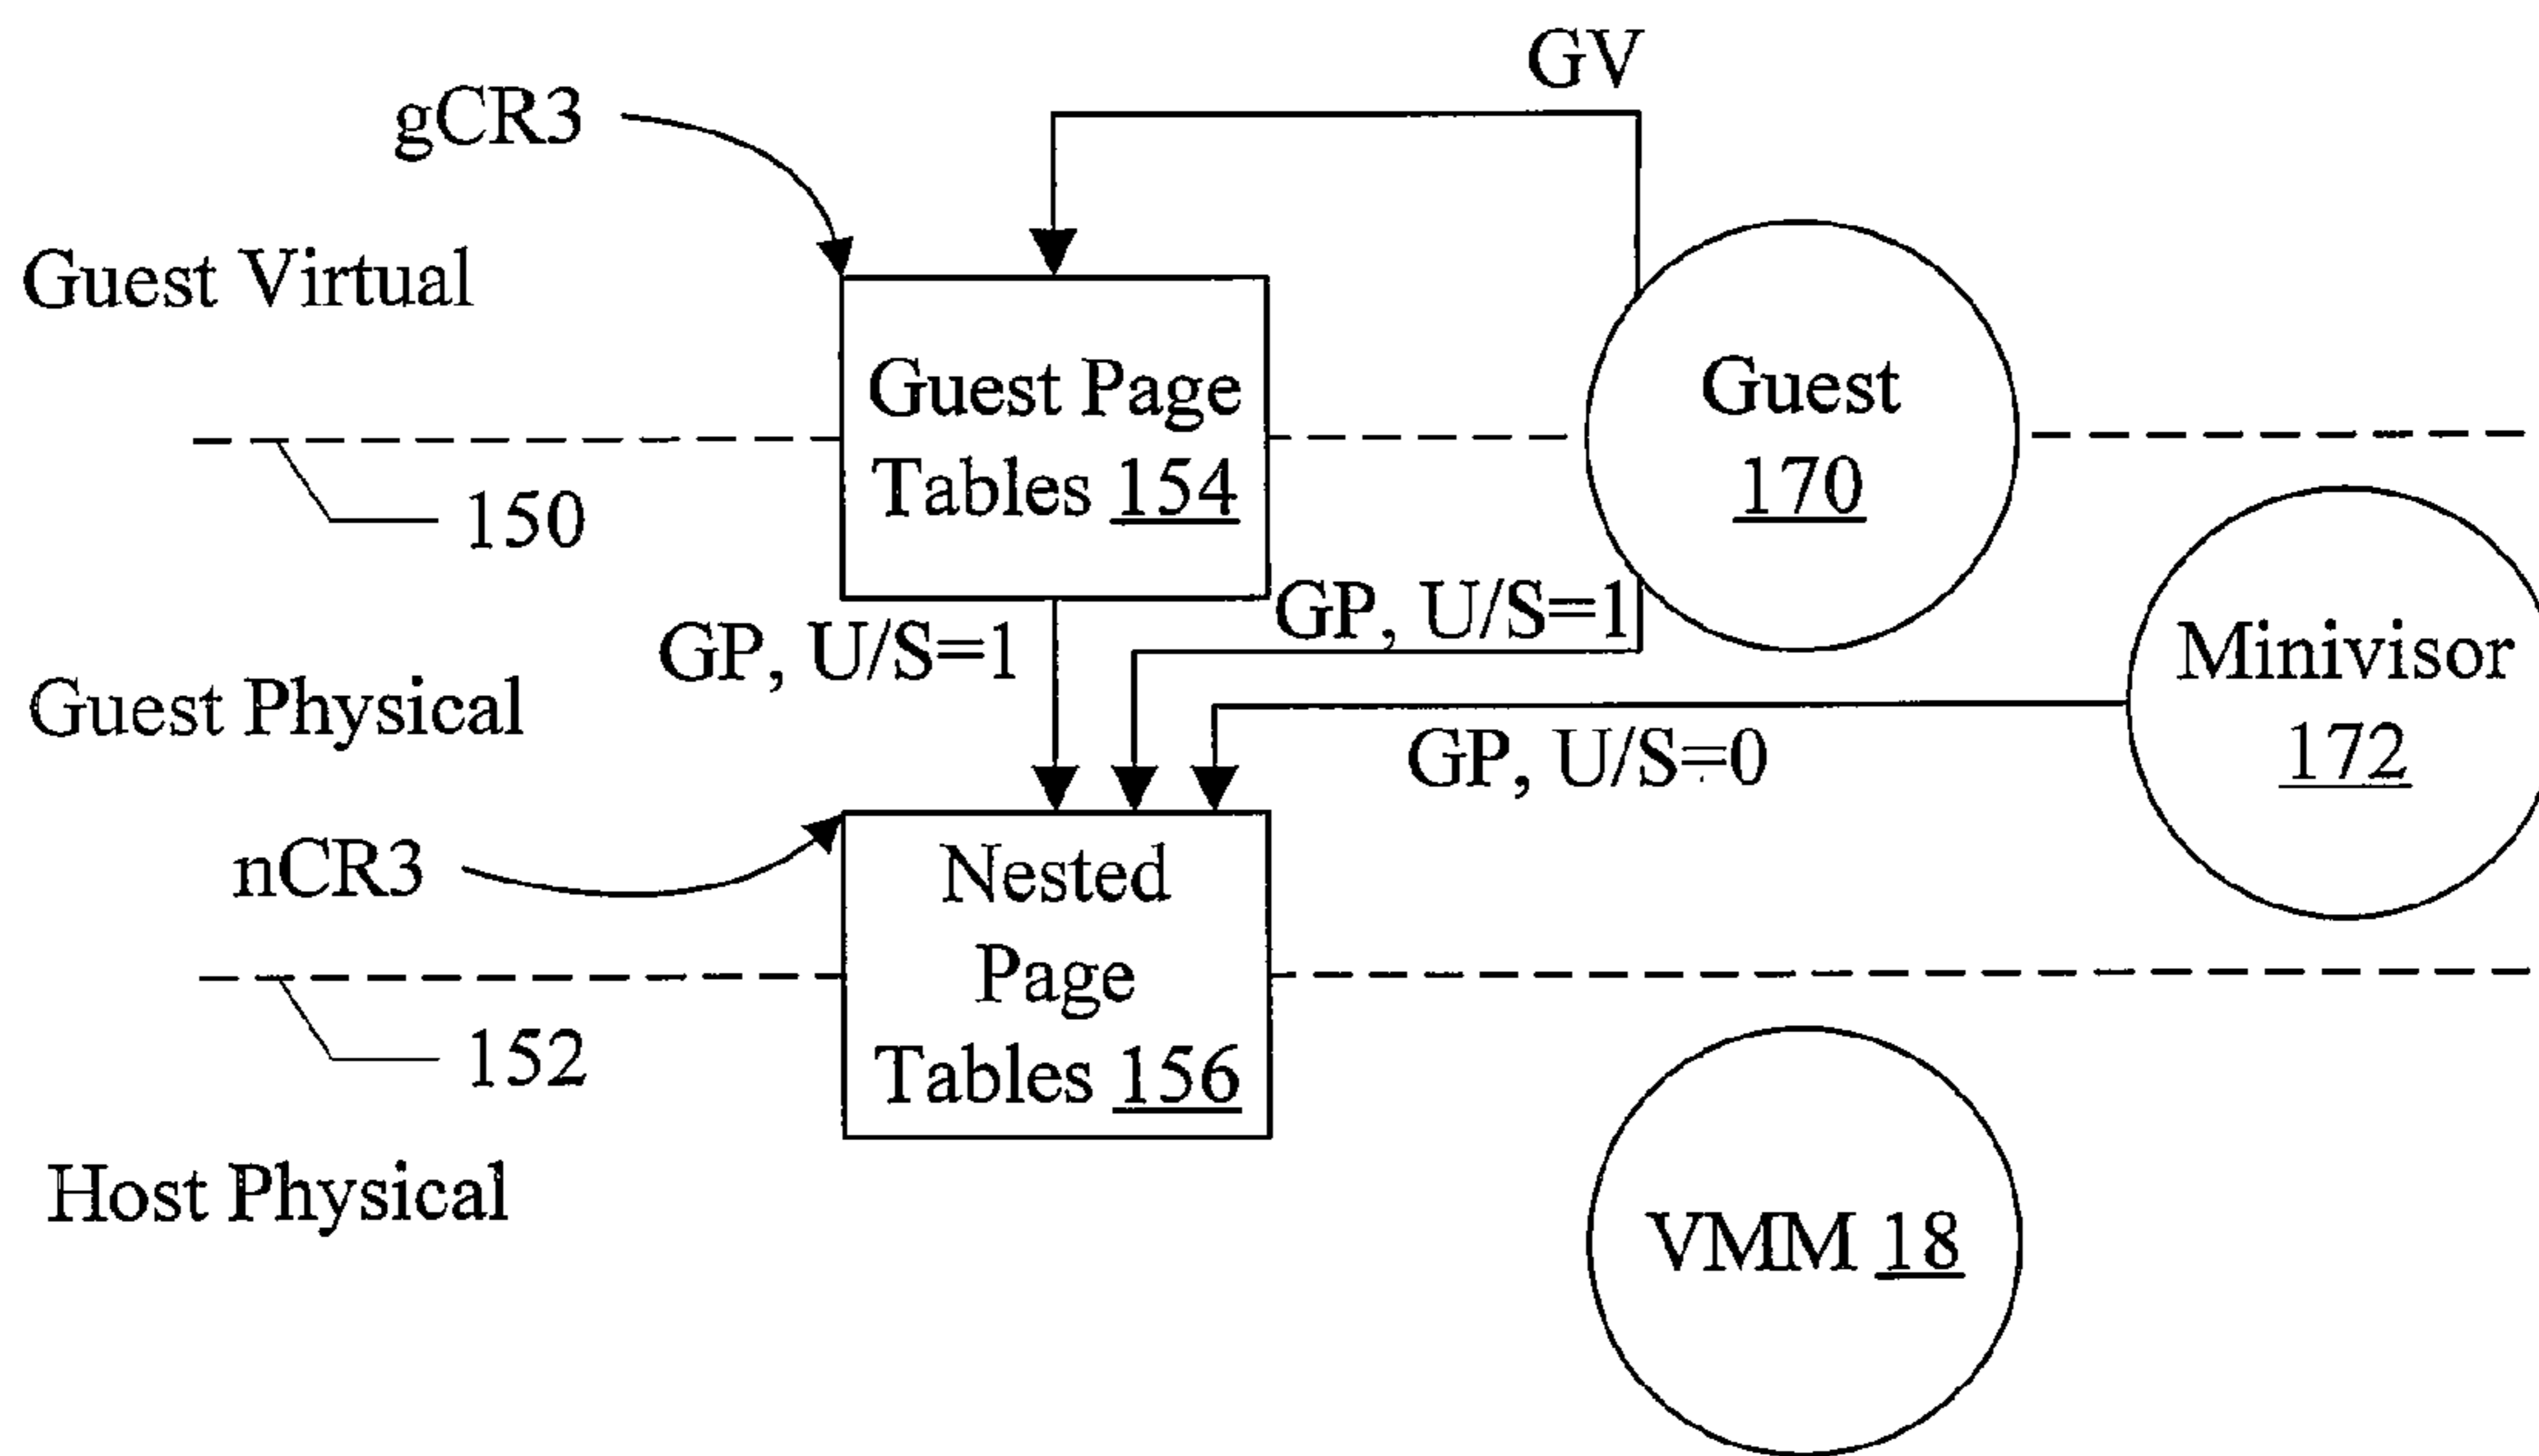 GV
gCR3
Guest Virtual
Guest Page
Tables 154
Guest
170
150
GP, U/S=1
GP, U/S=1
Minivisor
172
Guest Physical
GP, U/S=0
nCR3
Nested
Page
Tables 156
152
Host Physical
VMM 18